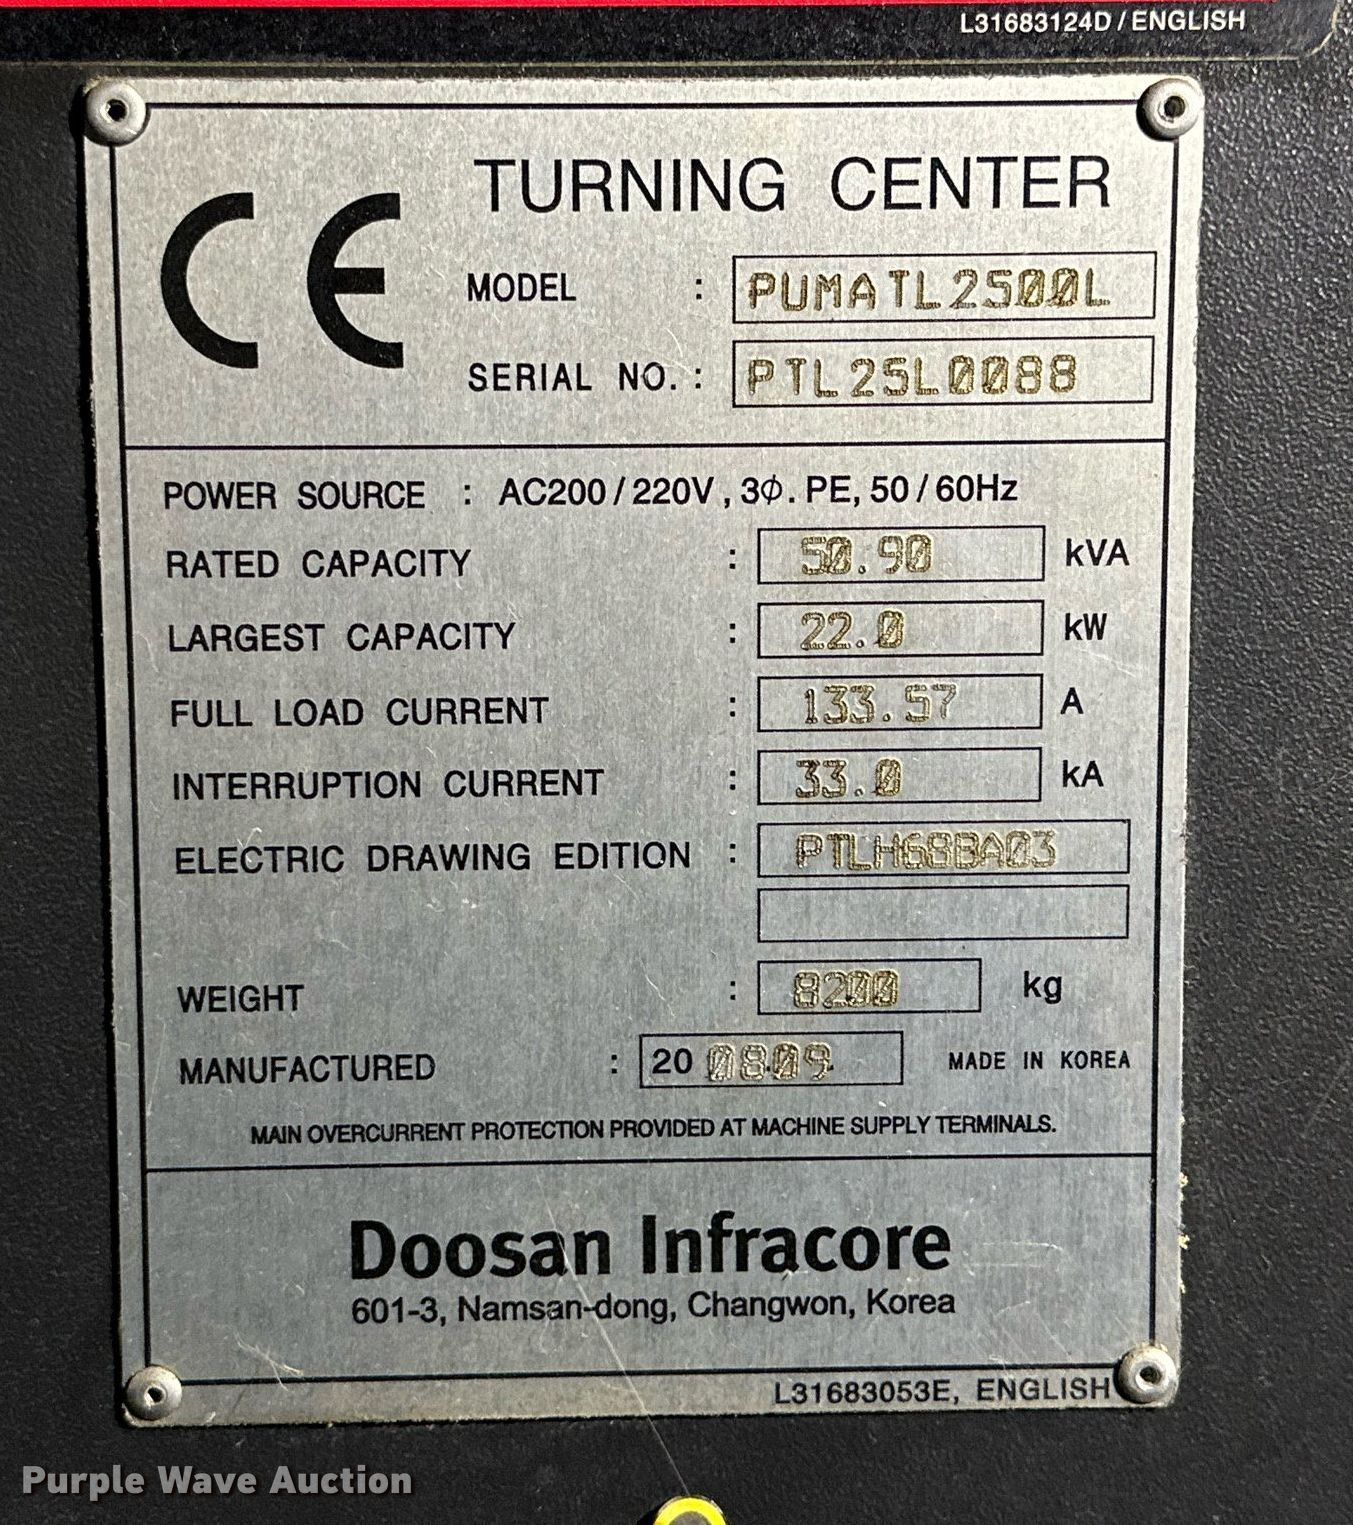 L31683124D / ENGLISH
CE TURNING CENTER
MODEL : PUMATL2500L
SERIAL NO. : PTL25L0088
POWER SOURCE : AC200 / 220V , 3Φ. PE, 50 / 60Hz
RATED CAPACITY : 50.90 kVA
LARGEST CAPACITY : 22.0 kW
FULL LOAD CURRENT : 133.57 A
INTERRUPTION CURRENT : 33.0 kA
ELECTRIC DRAWING EDITION : PTLH68BA03
WEIGHT : 8200 kg
MANUFACTURED : 20 0809 MADE IN KOREA
MAIN OVERCURRENT PROTECTION PROVIDED AT MACHINE SUPPLY TERMINALS.
Doosan Infracore
601-3, Namsan-dong, Changwon, Korea
L31683053E, ENGLISH
Purple Wave Auction